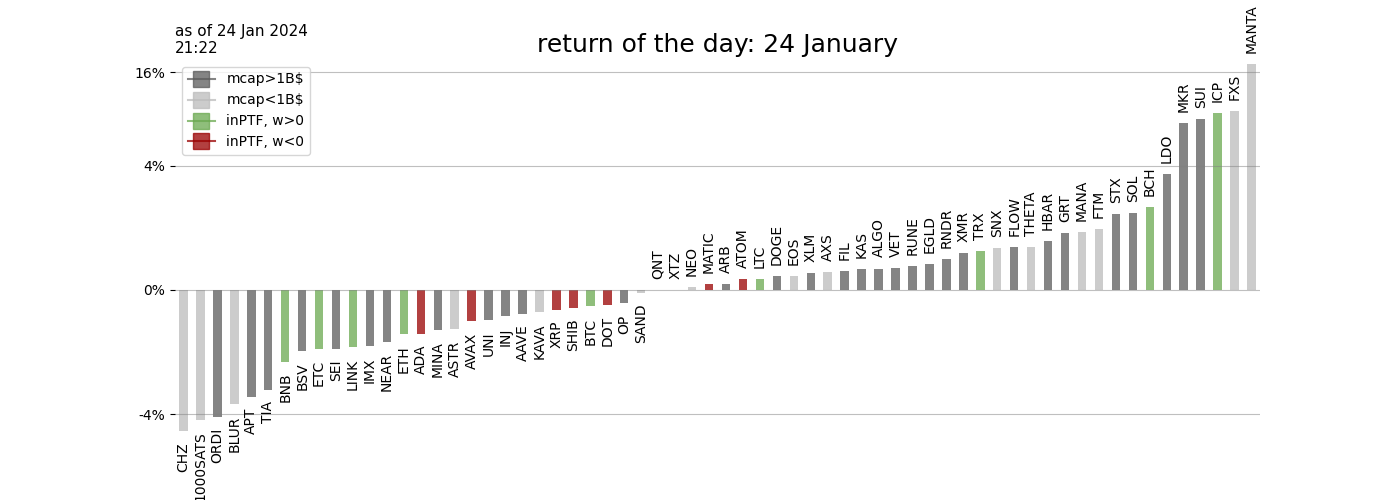 as of 24 Jan 2024
21:22
return of the day: 24 January
mcap>1B$
mcap<1B$
inPTF, w>0
inPTF, w<0
16%
4%
0%
-4%
CHZ
1000SATS
ORDI
BLUR
APT
TIA
BNB
BSV
ETC
SEI
LINK
IMX
NEAR
ETH
ADA
MINA
ASTR
AVAX
UNI
INJ
AAVE
KAVA
XRP
SHIB
BTC
DOT
OP
SAND
QNT
XTZ
NEO
MATIC
ARB
ATOM
LTC
DOGE
EOS
XLM
AXS
FIL
KAS
ALGO
VET
RUNE
EGLD
RNDR
XMR
TRX
SNX
FLOW
THETA
HBAR
GRT
MANA
FTM
STX
SOL
BCH
LDO
MKR
SUI
ICP
FXS
MANTA